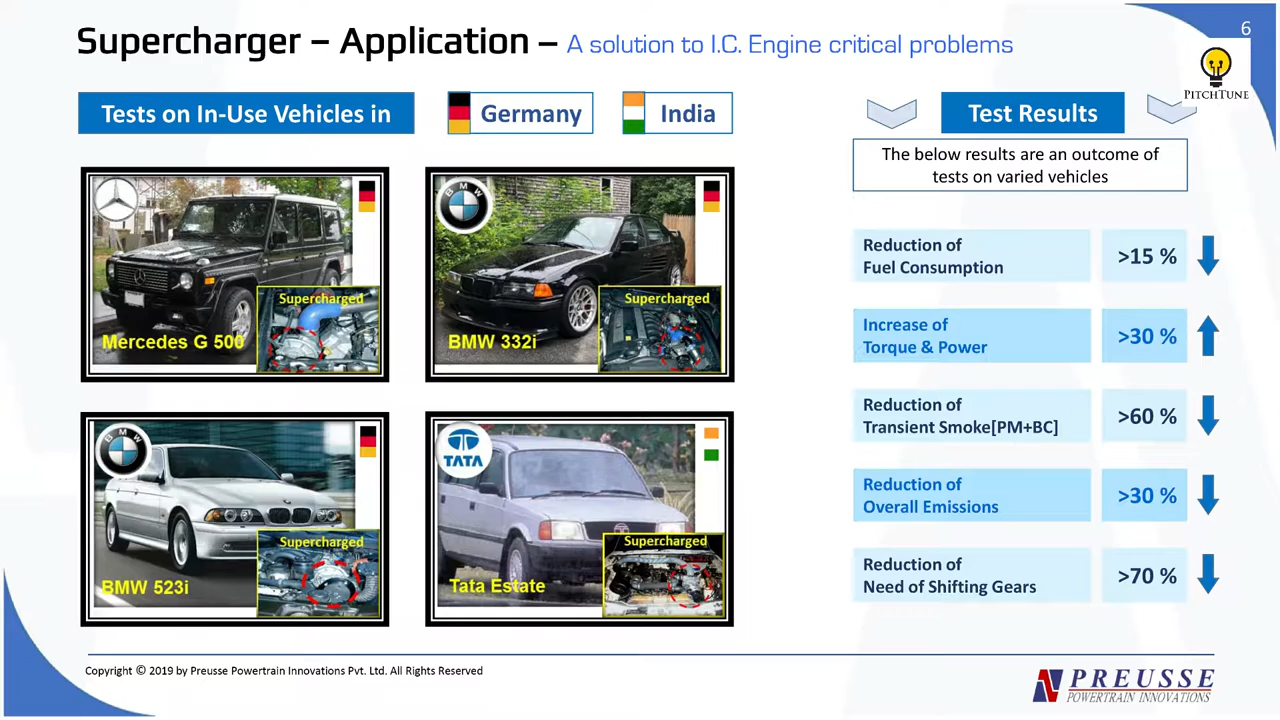 6
Supercharger – Application – A solution to I.C. Engine critical problems
PITCHTUNE
Tests on In-Use Vehicles in
Germany
India
Test Results
The below results are an outcome of
tests on varied vehicles
Supercharged
Mercedes G 500
BMW
Supercharged
BMW 332i
BMW
Supercharged
BMW 523i
TATA
Supercharged
Tata Estate
Reduction of
Fuel Consumption
>15 %
Increase of
Torque & Power
>30 %
Reduction of
Transient Smoke[PM+BC]
>60 %
Reduction of
Overall Emissions
>30 %
Reduction of
Need of Shifting Gears
>70 %
Copyright © 2019 by Preusse Powertrain Innovations Pvt. Ltd. All Rights Reserved
PREUSSE
POWERTRAIN INNOVATIONS